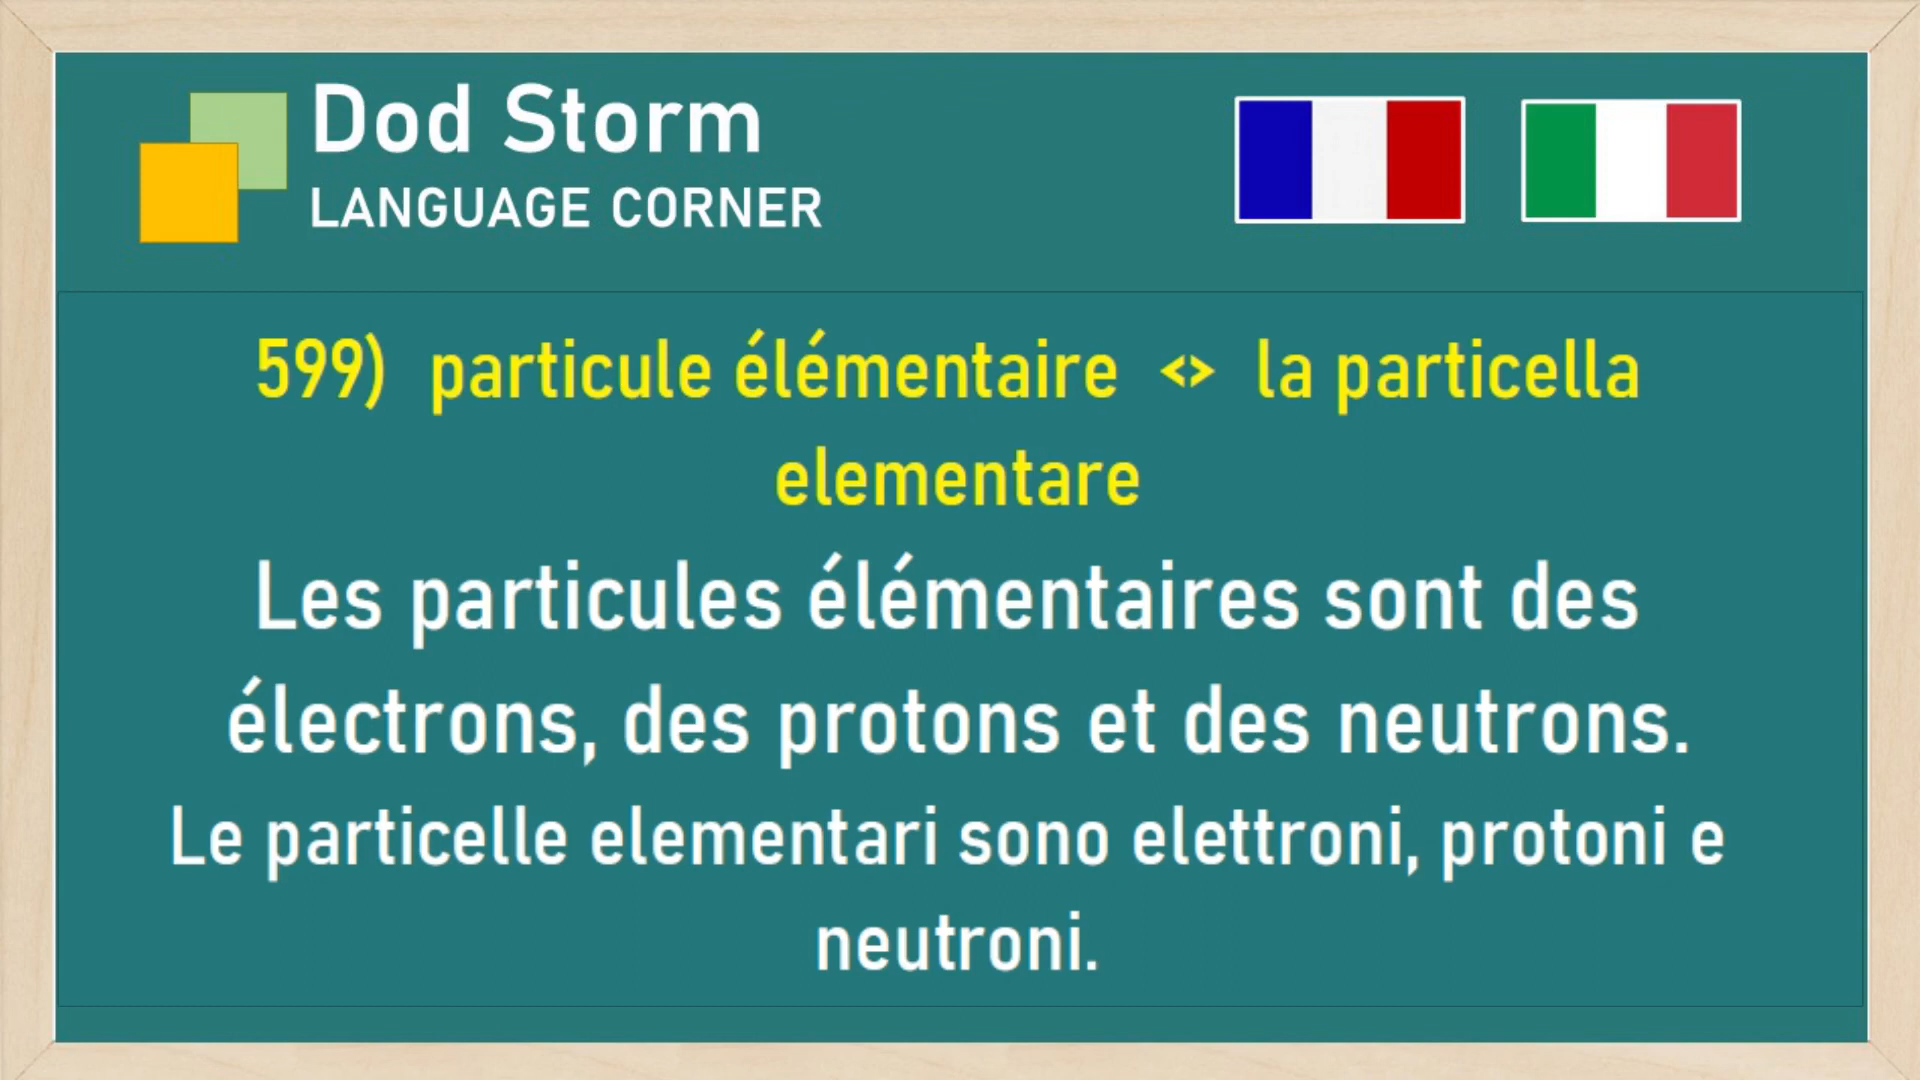 Dod Storm
LANGUAGE CORNER
599) particule élémentaire <> la particella
elementare
Les particules élémentaires sont des
électrons, des protons et des neutrons.
Le particelle elementari sono elettroni, protoni e
neutroni.